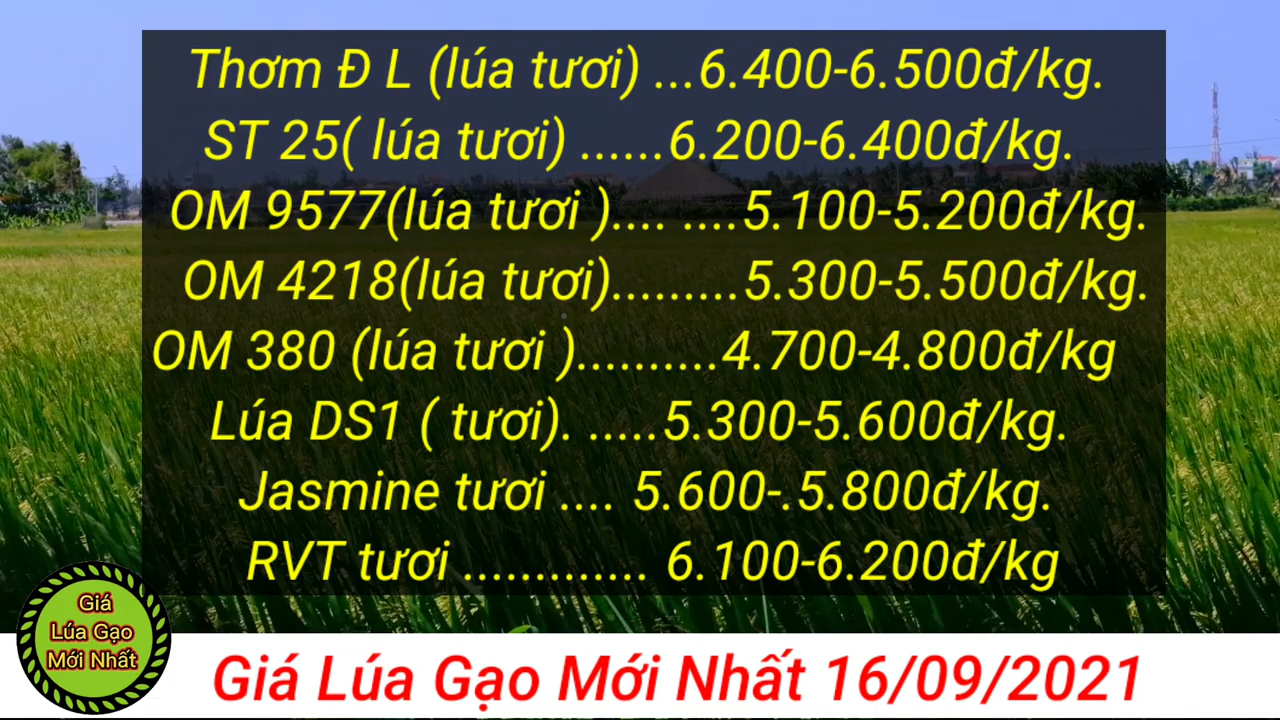 Thơm Đ L (lúa tươi) ...6.400-6.500đ/kg.
ST 25( lúa tươi) ......6.200-6.400đ/kg.
OM 9577(lúa tươi ).... ....5.100-5.200đ/kg.
OM 4218(lúa tươi).........5.300-5.500đ/kg.
OM 380 (lúa tươi )..........4.700-4.800đ/kg
Lúa DS1 ( tươi). .....5.300-5.600đ/kg.
Jasmine tươi .... 5.600-.5.800đ/kg.
RVT tươi ............. 6.100-6.200đ/kg
Giá
Lúa Gạo
Mới Nhất
Giá Lúa Gạo Mới Nhất 16/09/2021